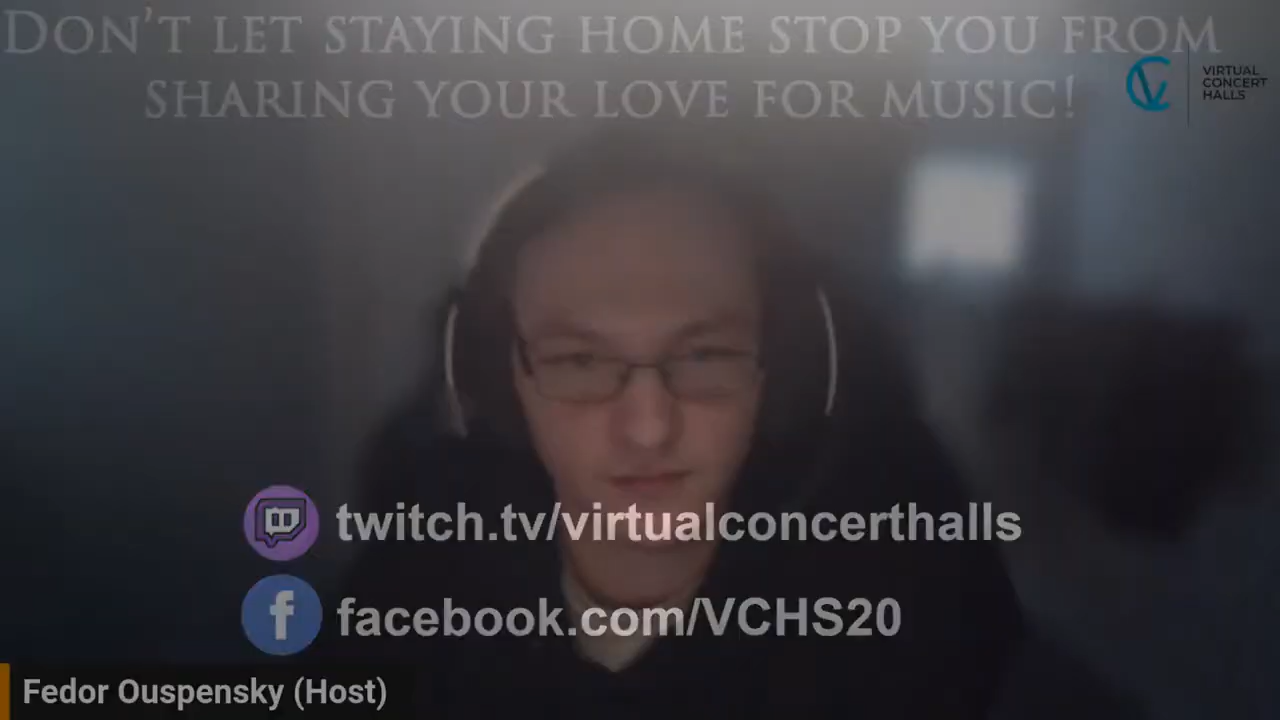 DON'T LET STAYING HOME STOP YOU FROM
SHARING YOUR LOVE FOR MUSIC!
VIRTUAL
CONCERT
HALLS
twitch.tv/virtualconcerthalls
facebook.com/VCHS20
Fedor Ouspensky (Host)